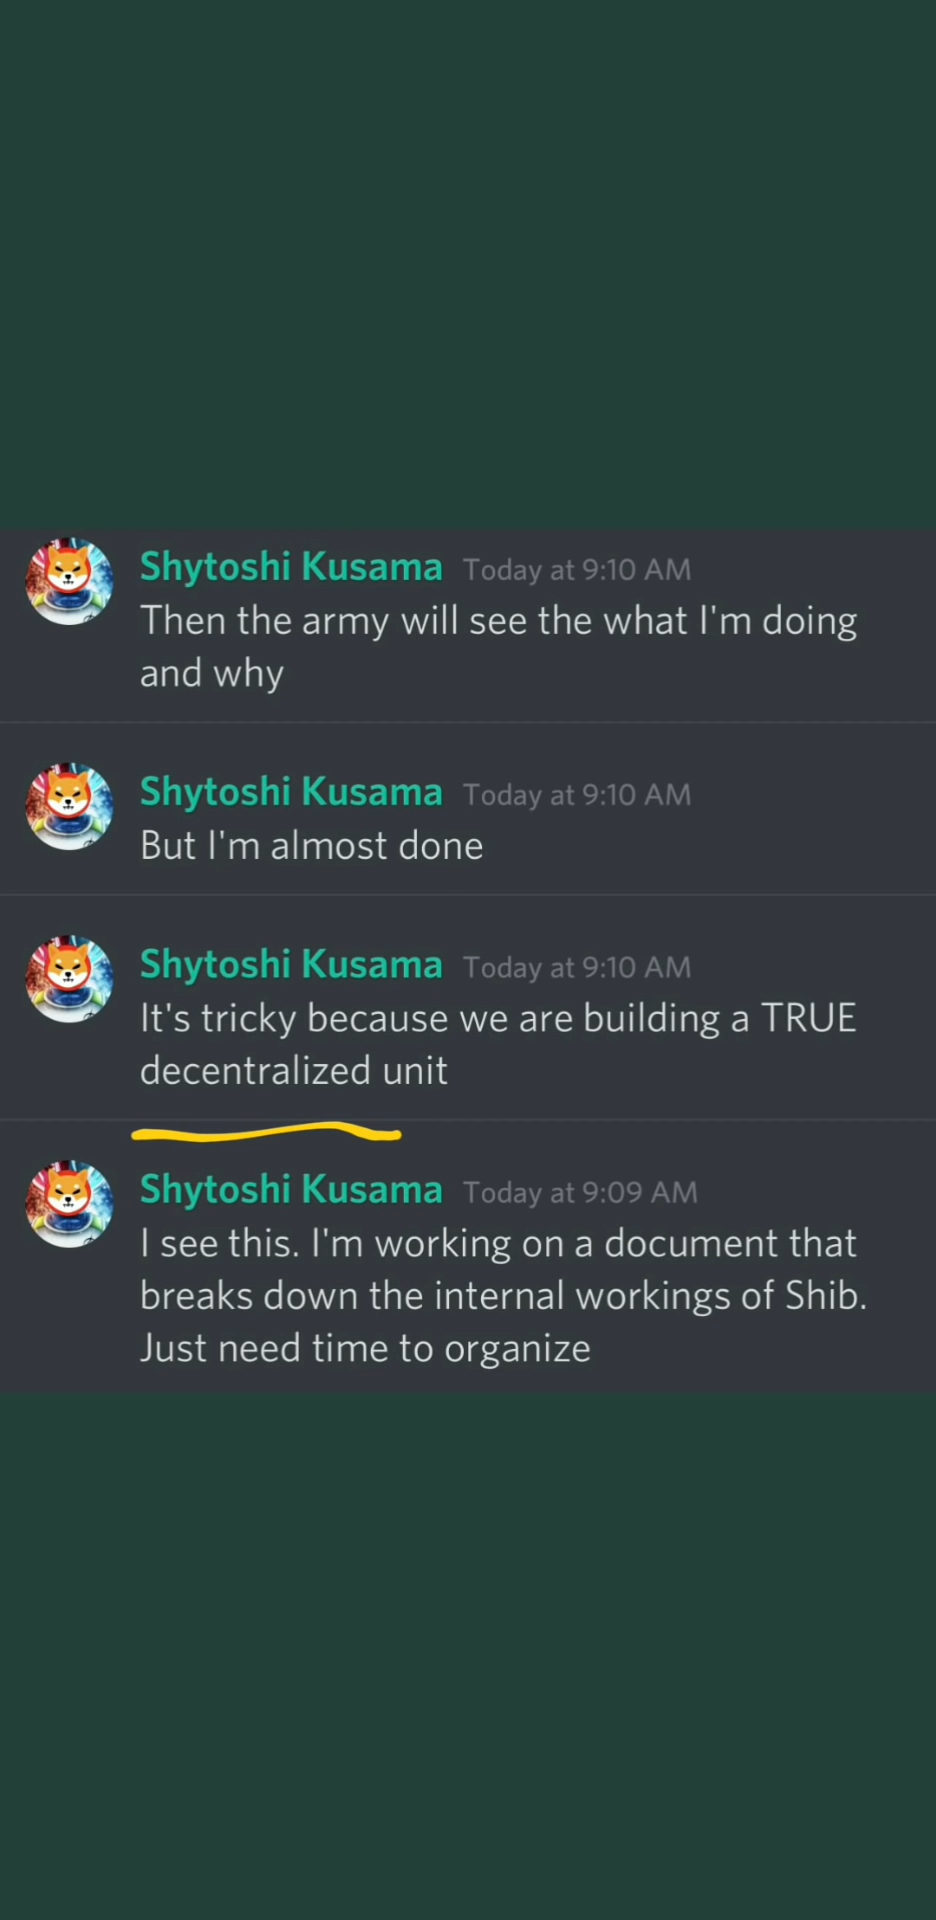 Shytoshi Kusama Today at 9:10 AM
Then the army will see the what I'm doing
and why
Shytoshi Kusama Today at 9:10 AM
But I'm almost done
Shytoshi Kusama Today at 9:10 AM
It's tricky because we are building a TRUE
decentralized unit
Shytoshi Kusama Today at 9:09 AM
I see this. I'm working on a document that
breaks down the internal workings of Shib.
Just need time to organize